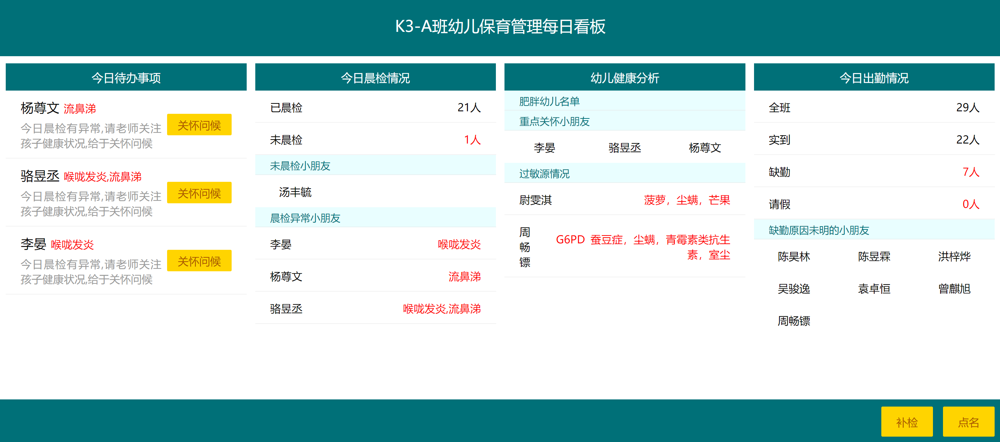 K3-A班幼儿保育管理每日看板
今日待办事项
杨尊文 流鼻涕
今日晨检有异常,请老师关注
孩子健康状况,给于关怀问候
关怀问候
骆昱丞 喉咙发炎,流鼻涕
今日晨检有异常,请老师关注
孩子健康状况,给于关怀问候
关怀问候
李晏 喉咙发炎
今日晨检有异常,请老师关注
孩子健康状况,给于关怀问候
关怀问候
今日晨检情况
已晨检 21人
未晨检 1人
未晨检小朋友
汤丰毓
晨检异常小朋友
李晏 喉咙发炎
杨尊文 流鼻涕
骆昱丞 喉咙发炎,流鼻涕
幼儿健康分析
肥胖幼儿名单
重点关怀小朋友
李晏 骆昱丞 杨尊文
过敏源情况
尉雯淇 菠萝，尘螨，芒果
周畅镖 G6PD 蚕豆症，尘螨，青霉素类抗生
素，室尘
今日出勤情况
全班 29人
实到 22人
缺勤 7人
请假 0人
缺勤原因未明的小朋友
陈昊林 陈昱霖 洪梓烨
吴骏逸 袁卓恒 曾麒旭
周畅镖
补检 点名